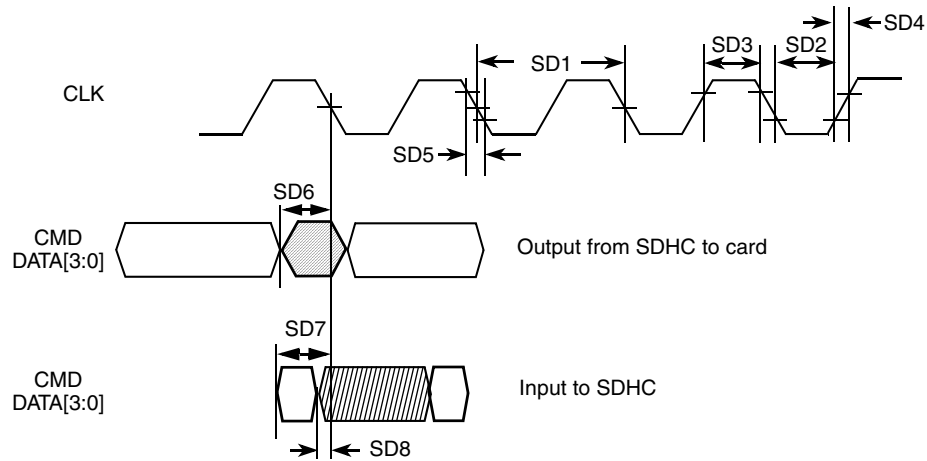 SD4
SD3
SD2
SD1
CLK
SD5
SD6
CMD
DATA[3:0]
Output from SDHC to card
SD7
CMD
DATA[3:0]
Input to SDHC
SD8